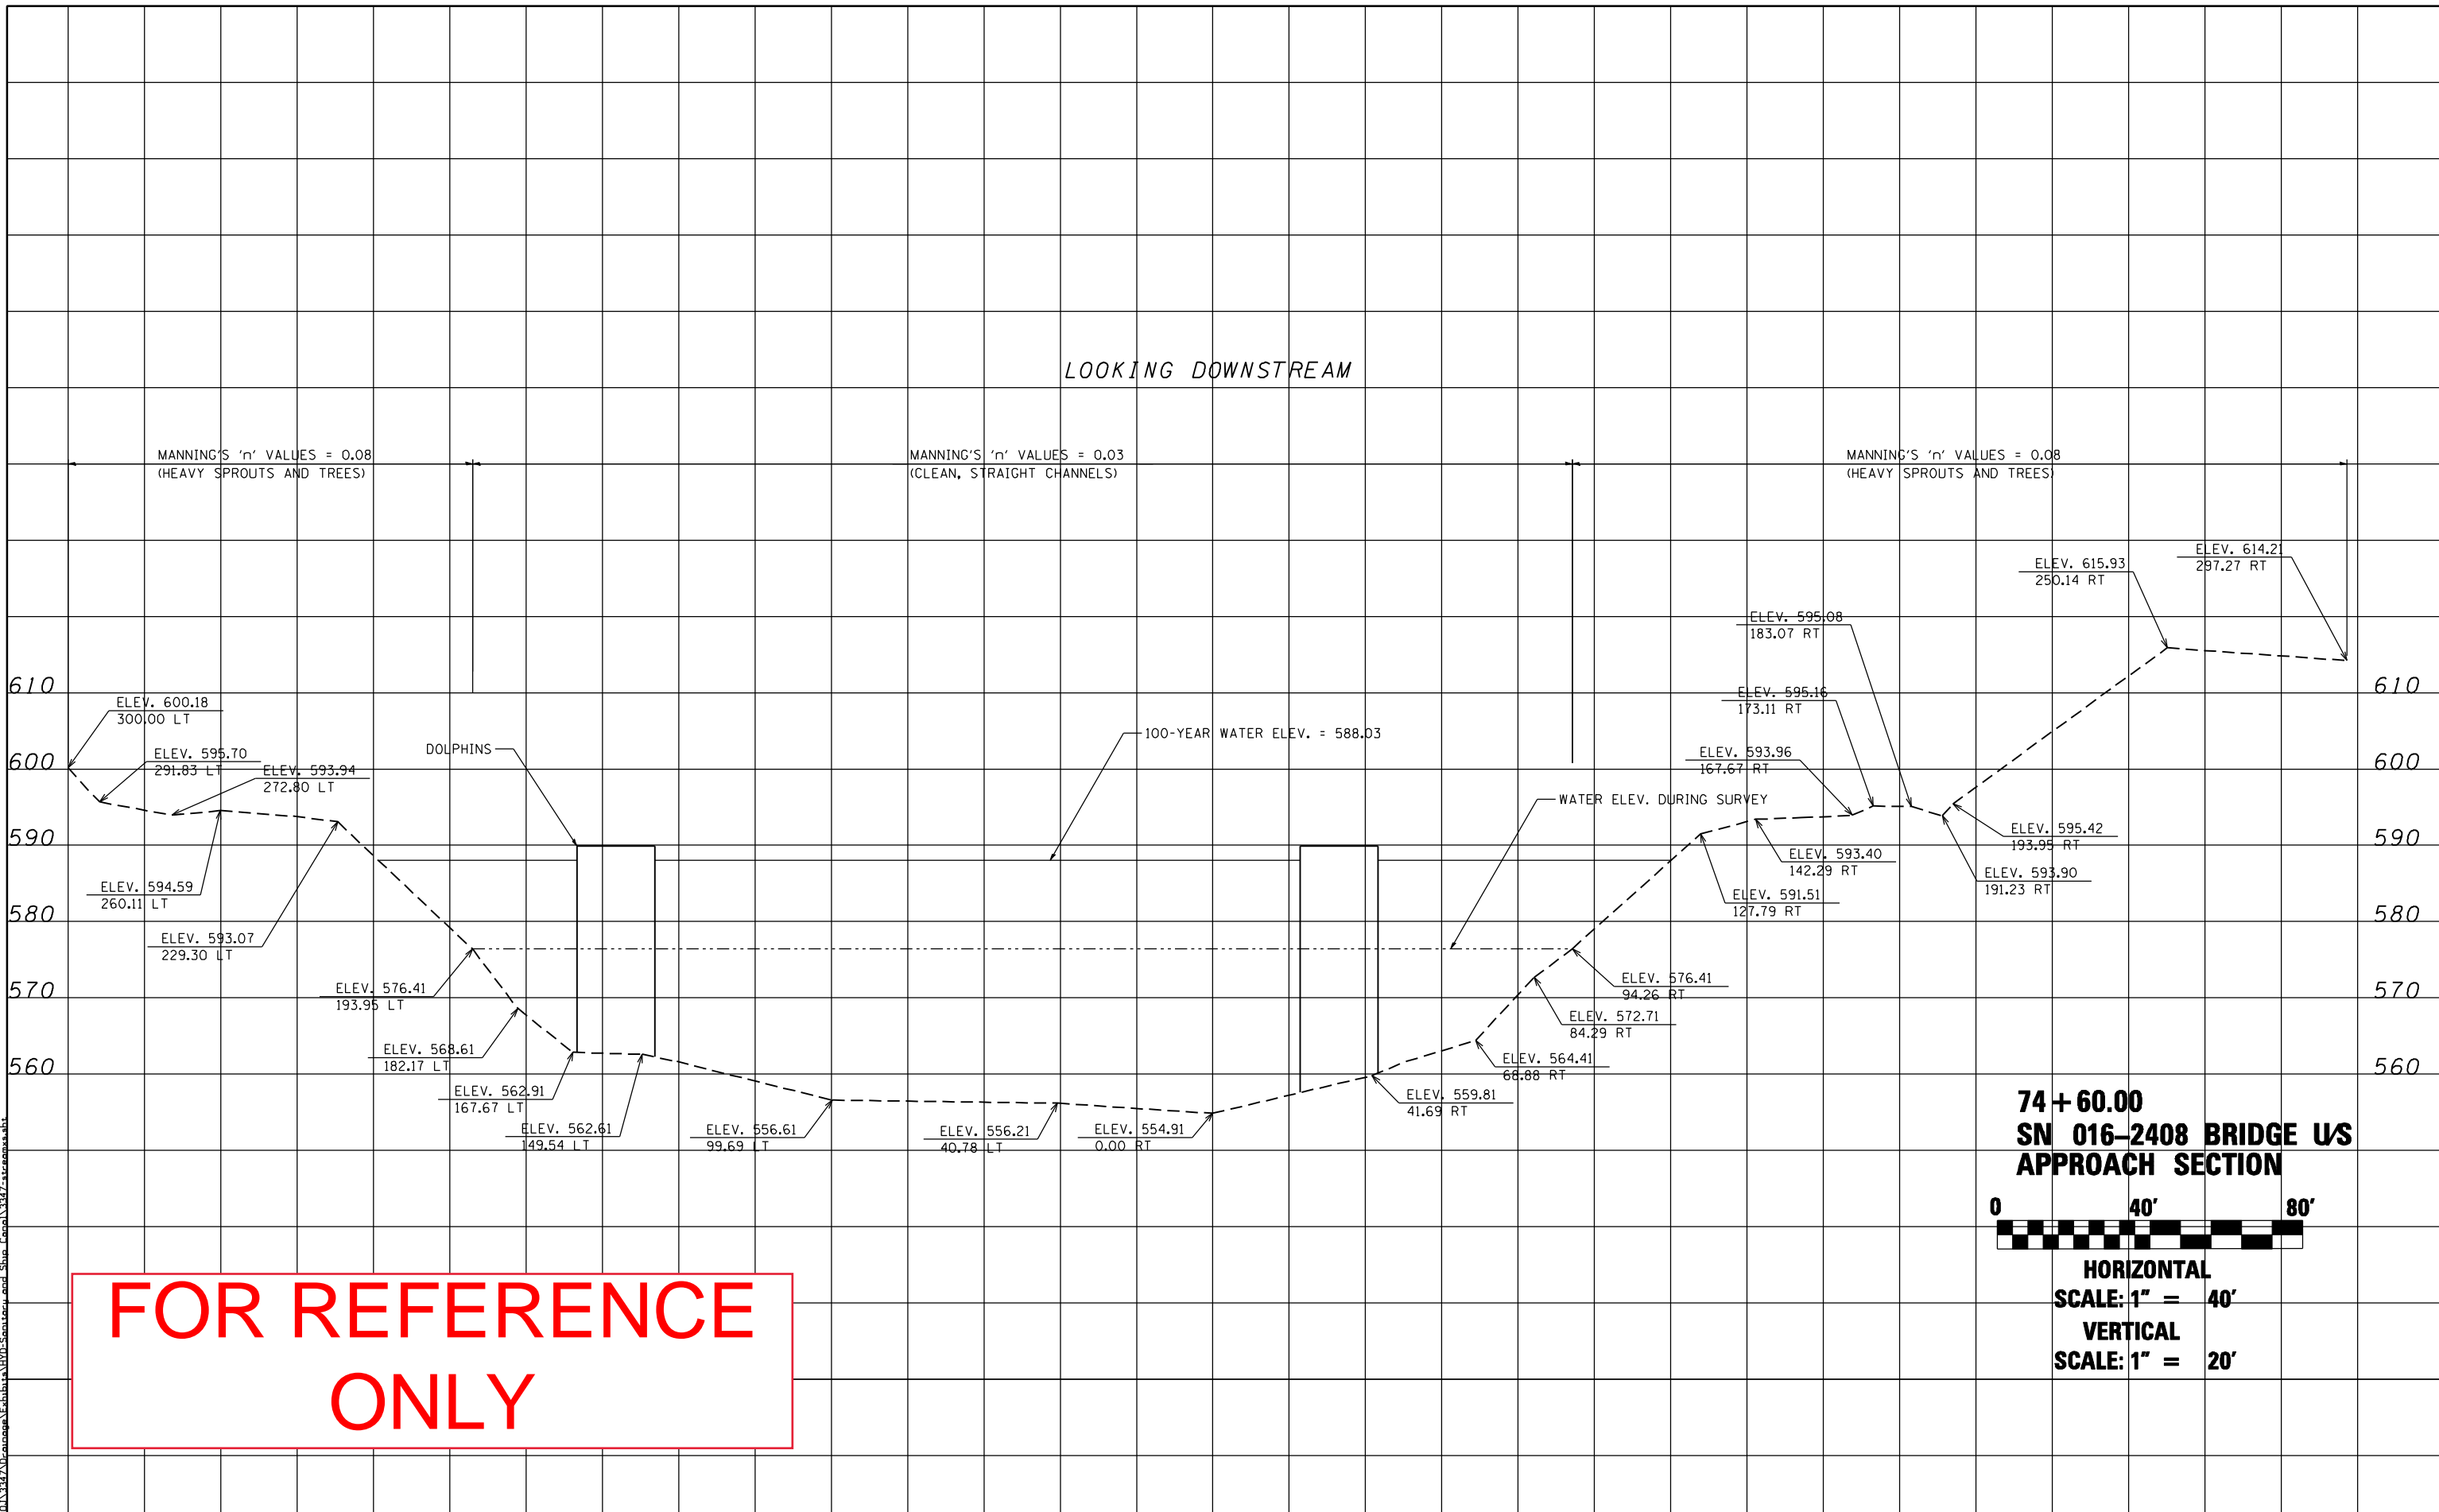 LOOKING DOWNSTREAM
MANNING'S 'n' VALUES = 0.08
(HEAVY SPROUTS AND TREES)
MANNING'S 'n' VALUES = 0.03
(CLEAN, STRAIGHT CHANNELS)
MANNING'S 'n' VALUES = 0.08
(HEAVY SPROUTS AND TREES)
ELEV. 614.21
297.27 RT
ELEV. 615.93
250.14 RT
ELEV. 595.08
183.07 RT
610
610
ELEV. 595.16
173.11 RT
ELEV. 600.18
300.00 LT
100-YEAR WATER ELEV. = 588.03
DOLPHINS
ELEV. 595.70
291.83 LT
ELEV. 593.96
167.67 RT
600
600
ELEV. 593.94
272.80 LT
WATER ELEV. DURING SURVEY
590
590
ELEV. 595.42
193.95 RT
ELEV. 593.40
142.29 RT
ELEV. 593.90
191.23 RT
ELEV. 594.59
260.11 LT
ELEV. 591.51
127.79 RT
580
580
ELEV. 593.07
229.30 LT
ELEV. 576.41
94.26 RT
570
570
ELEV. 576.41
193.95 LT
ELEV. 572.71
84.29 RT
ELEV. 568.61
182.17 LT
ELEV. 564.41
68.88 RT
560
560
ELEV. 562.91
167.67 LT
ELEV. 559.81
41.69 RT
ELEV. 562.61
149.54 LT
ELEV. 556.61
99.69 LT
ELEV. 556.21
40.78 LT
ELEV. 554.91
0.00 RT
74+60.00
SN 016-2408 BRIDGE U/S
APPROACH SECTION
0 40' 80'
HORIZONTAL
SCALE: 1" = 40'
VERTICAL
SCALE: 1" = 20'
FOR REFERENCE
ONLY